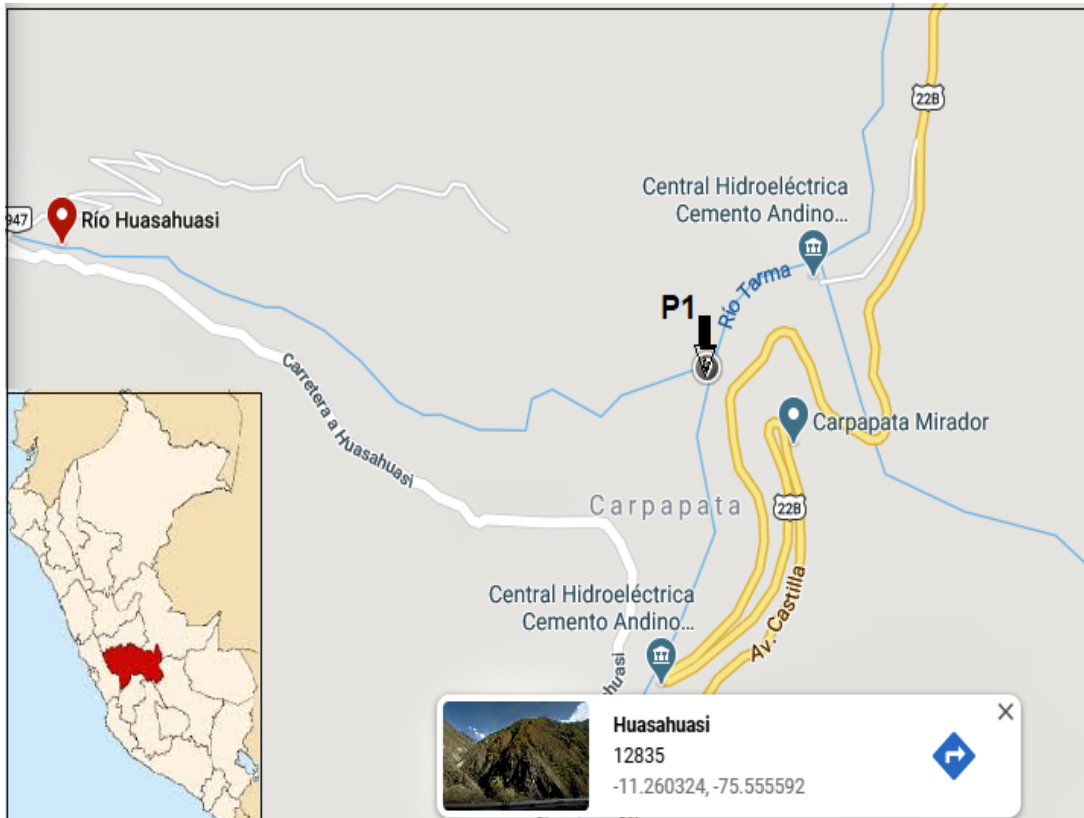 22B
Central Hidroeléctrica
Cemento Andino...
947
Río Huasahuasi
Río Tarma
P1
Carretera a Huasahuasi
Carpapata Mirador
Carpapata
22B
Central Hidroeléctrica
Cemento Andino...
Av. Castilla
huasi
Huasahuasi
12835
-11.260324, -75.555592